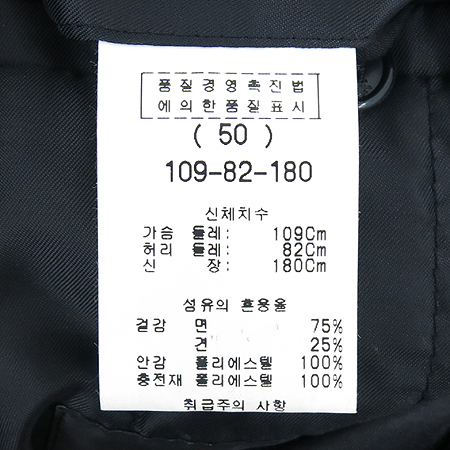 품질경영촉진법
에의한품질표시
( 50 )
109-82-180
신체치수
가슴 둘레: 109Cm
허리 둘레: 82Cm
신 장: 180Cm
섬유의 혼용율
겉감 면 75%
견 25%
안감 폴리에스텔 100%
충전재 폴리에스텔 100%
취급주의 사항